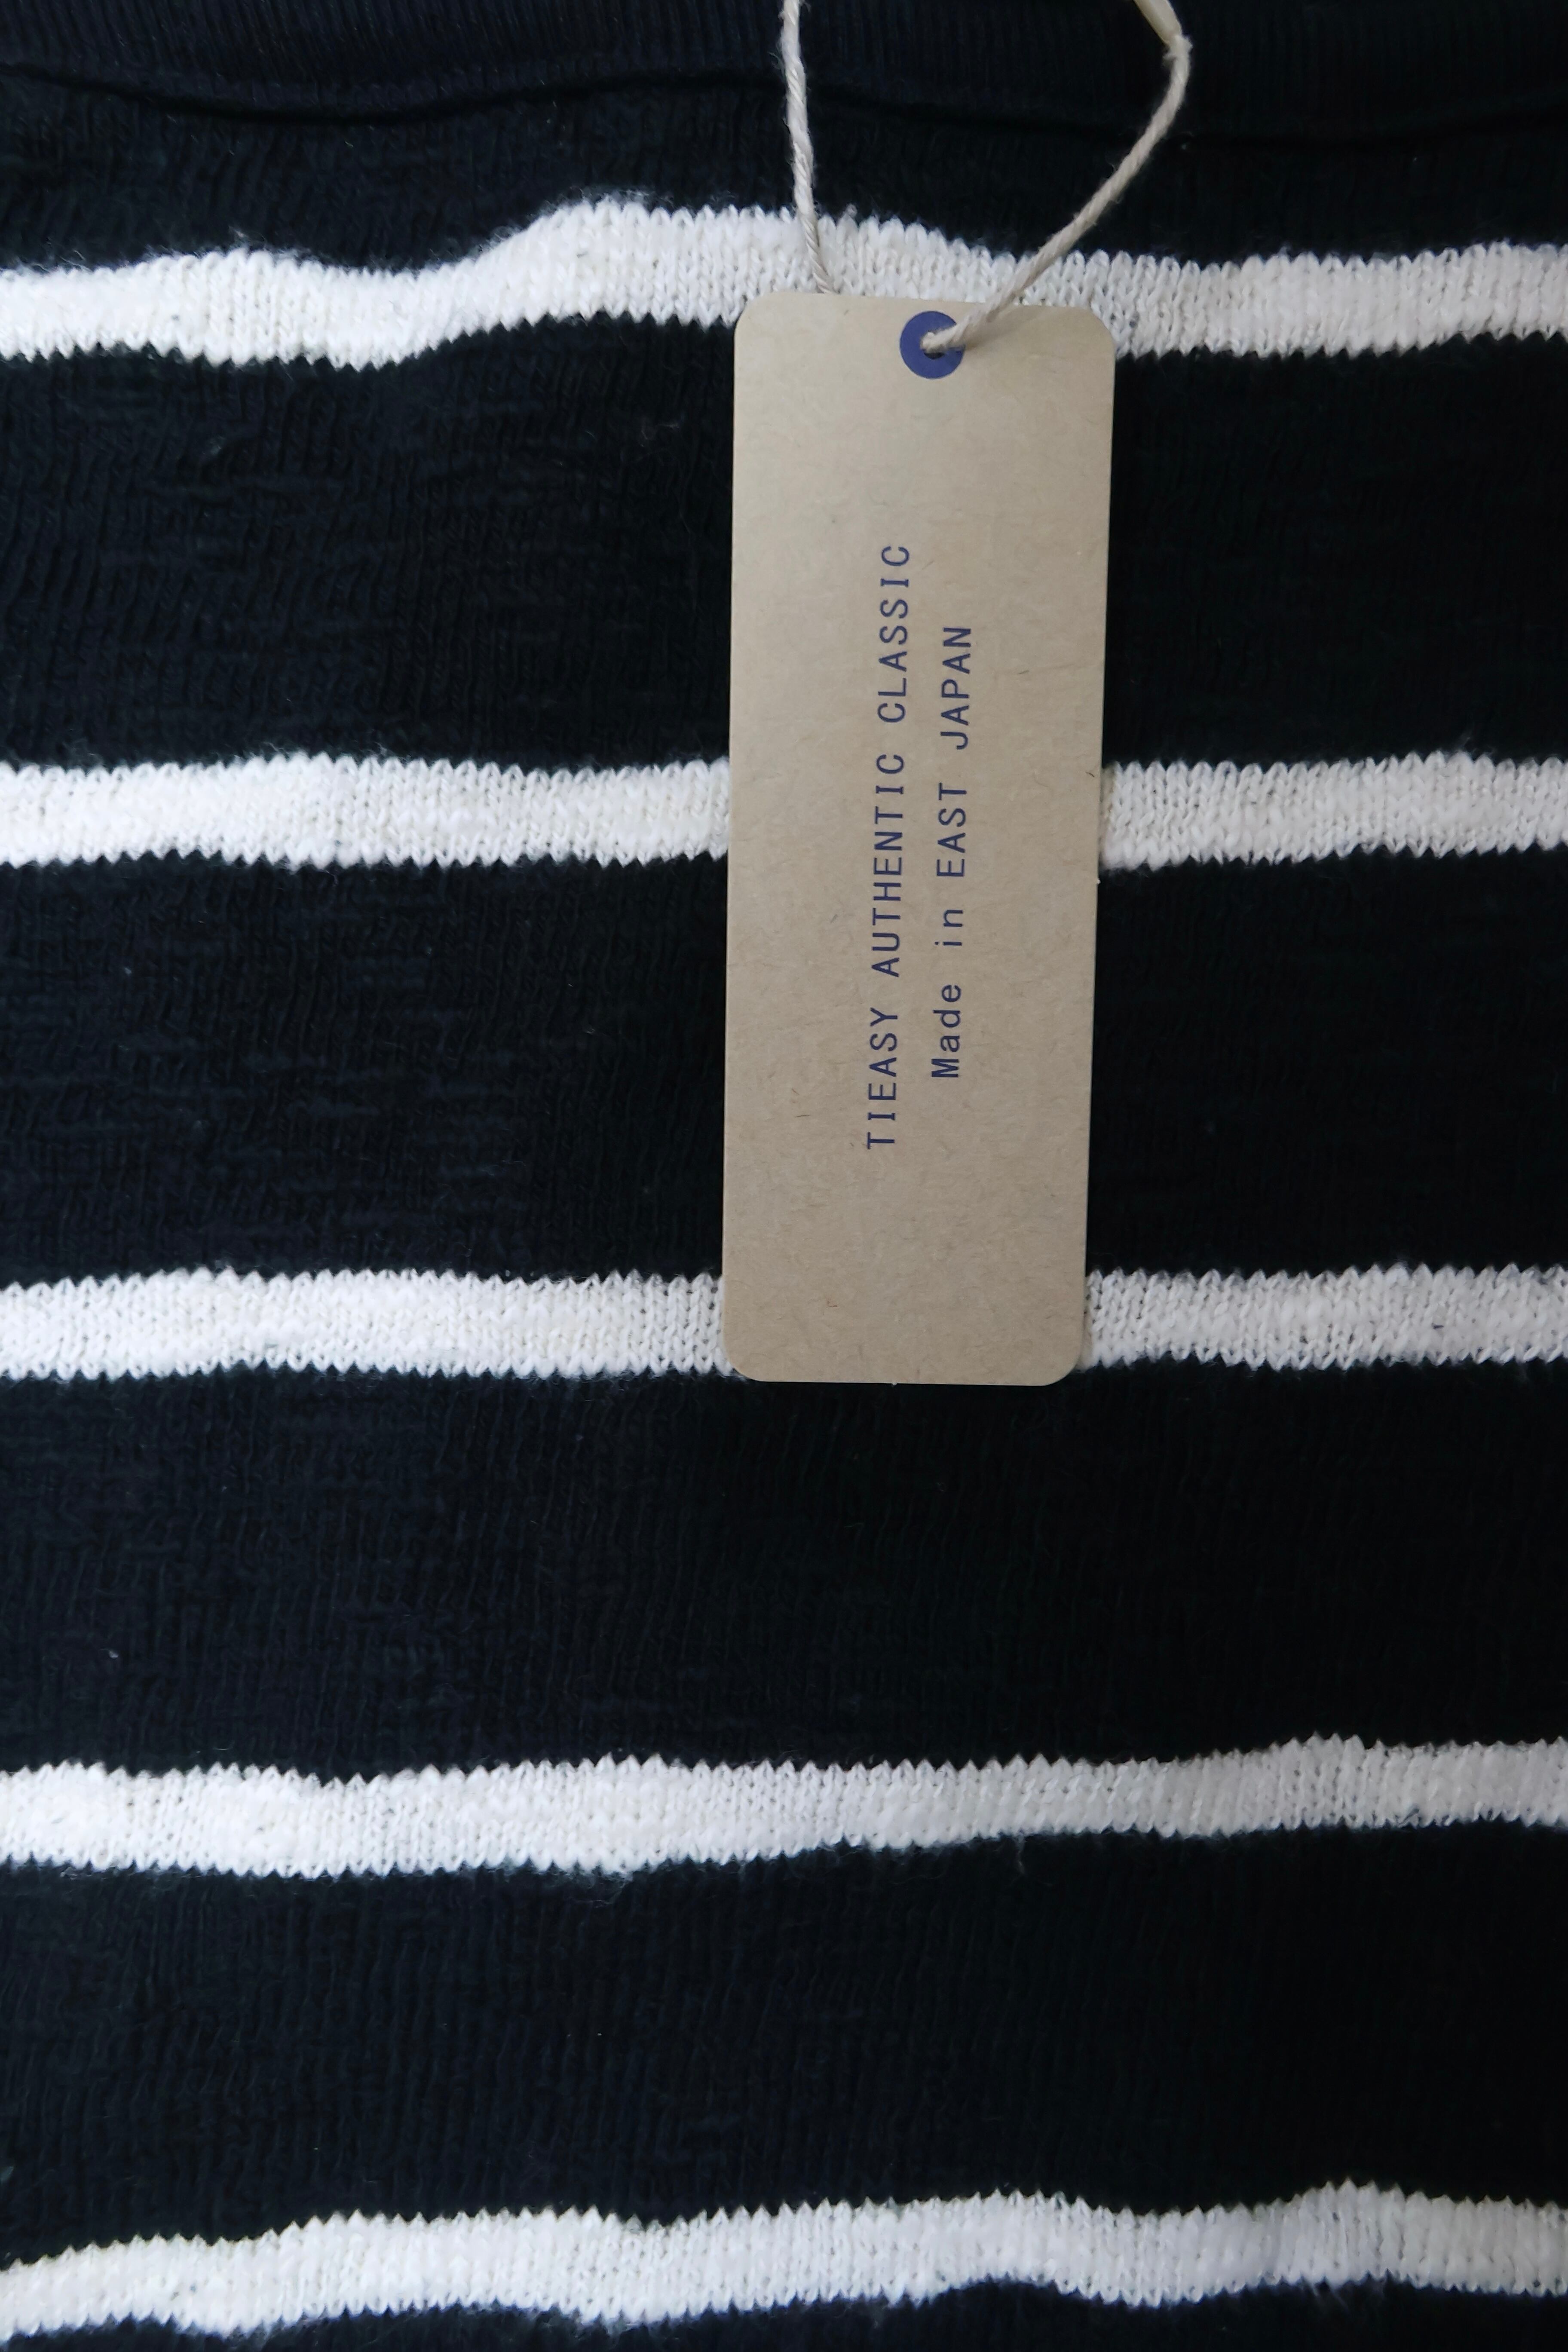 TIEASY AUTHENTIC CLASSIC
Made in EAST JAPAN